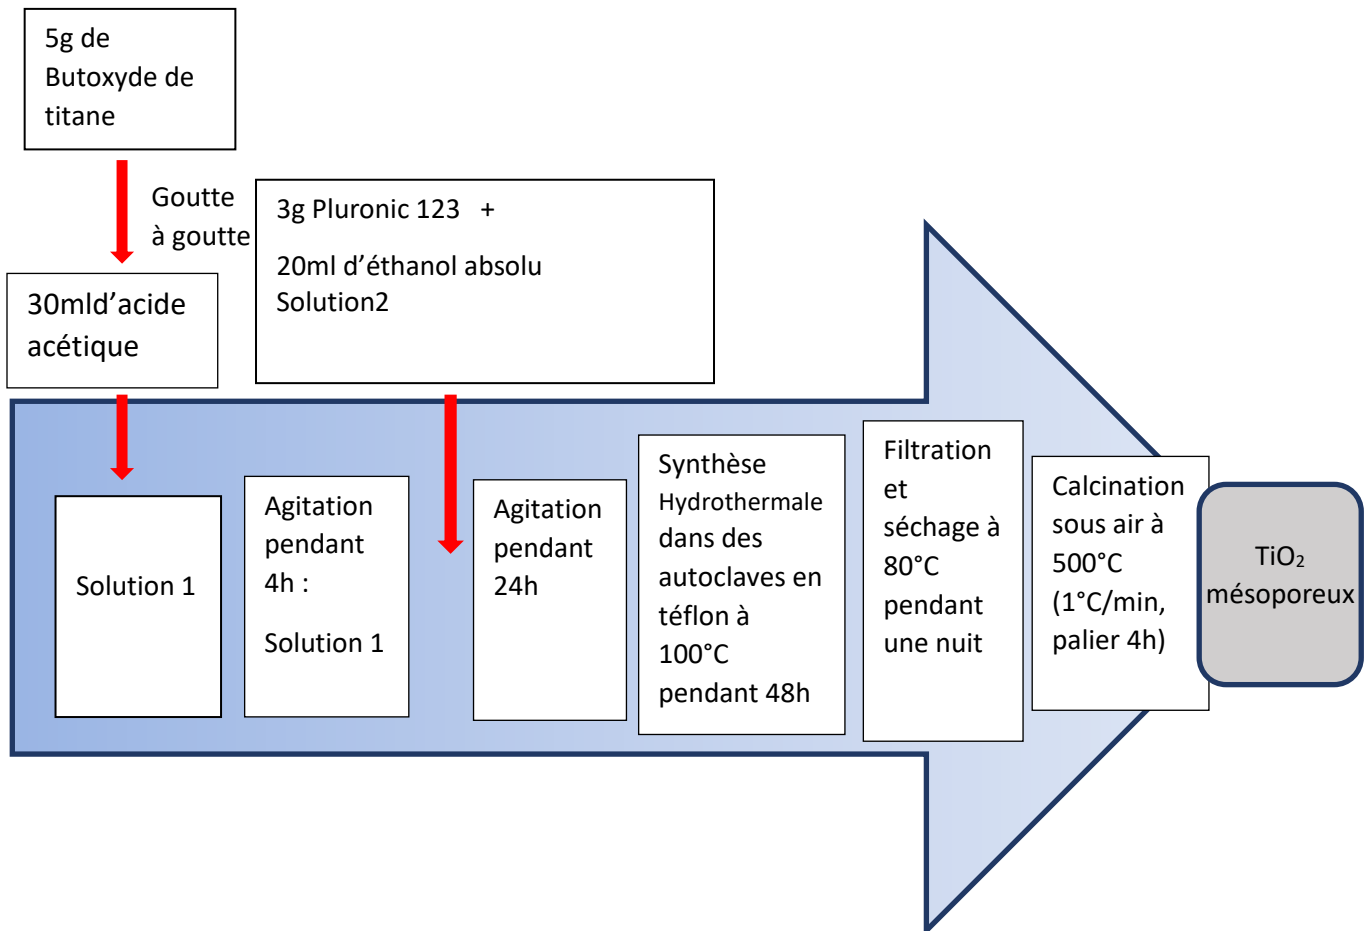 5g de
Butoxyde de
titane
Goutte
à goutte
3g Pluronic 123 +
20ml d’éthanol absolu
Solution2
30mld’acide
acétique
Solution 1
Agitation
pendant
4h :
Solution 1
Agitation
pendant
24h
Synthèse
Hydrothermale
dans des
autoclaves en
téflon à
100°C
pendant 48h
Filtration
et
séchage à
80°C
pendant
une nuit
Calcination
sous air à
500°C
(1°C/min,
palier 4h)
TiO₂
mésoporeux